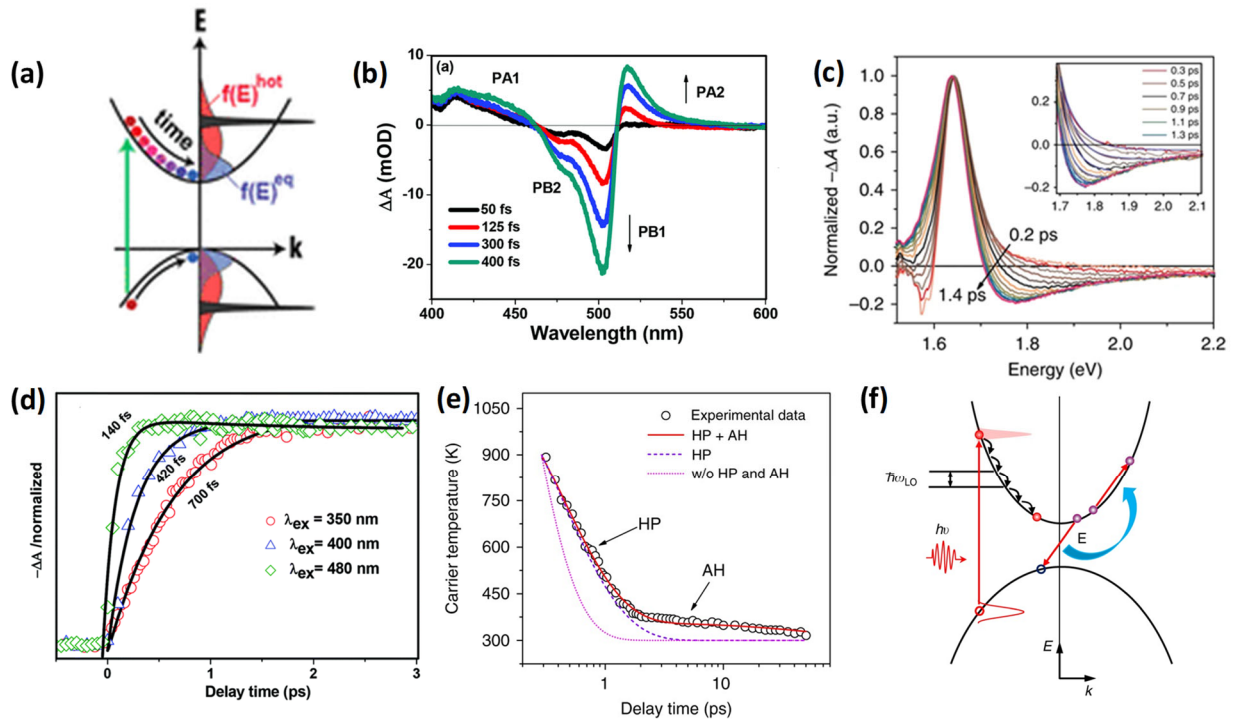 (a)
E
f(E)hot
time
f(E)eq
k
(b)
(a)
10
0
-10
-20
ΔA (mOD)
PA1
PA2
PB2
PB1
50 fs
125 fs
300 fs
400 fs
400 450 500 550 600
Wavelength (nm)
(c)
1.0
0.8
0.6
0.4
0.2
0.0
−0.2
Normalized −ΔA (a.u.)
0.2
0.0
−0.2
0.3 ps
0.5 ps
0.7 ps
0.9 ps
1.1 ps
1.3 ps
1.7 1.8 1.9 2.0 2.1
0.2 ps
1.4 ps
1.6 1.8 2.0 2.2
Energy (eV)
(d)
−ΔA /normalized
140 fs
420 fs
700 fs
λex = 350 nm
λex = 400 nm
λex = 480 nm
0 1 2 3
Delay time (ps)
(e)
1050
900
750
600
450
300
Carrier temperature (K)
Experimental data
HP + AH
HP
w/o HP and AH
HP
AH
1 10
Delay time (ps)
(f)
ħωLO
hυ
E
E
k